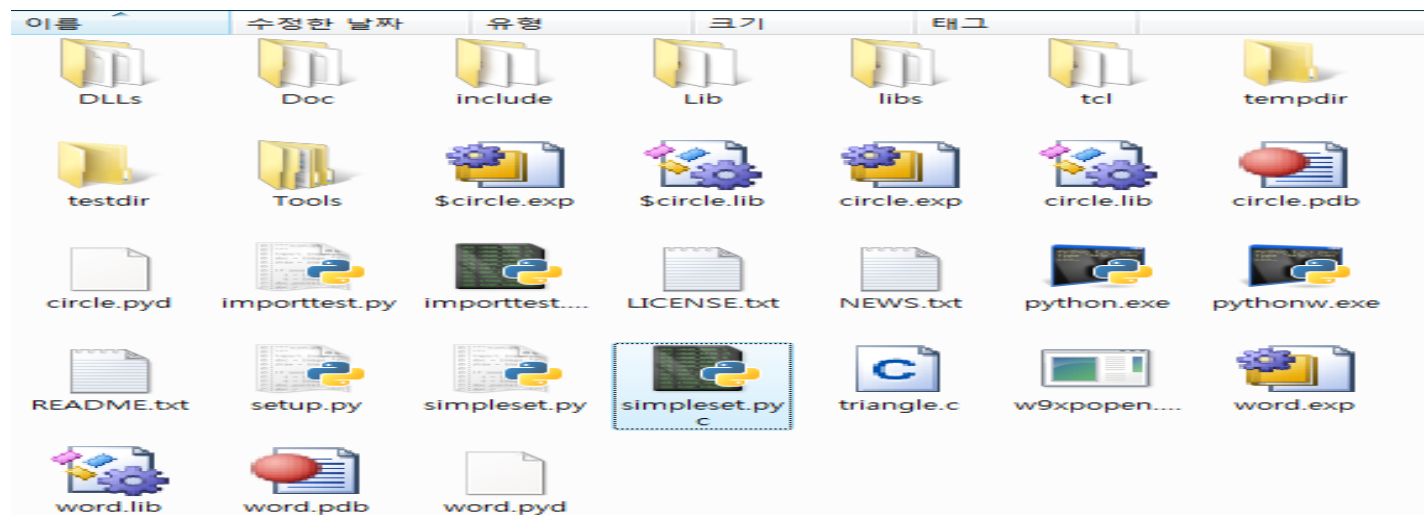 이름 수정한 날짜 유형 크기 태그
DLLs Doc include Lib libs tcl tempdir
testdir Tools $circle.exp $circle.lib circle.exp circle.lib circle.pdb
circle.pyd importtest.py importtest.... LICENSE.txt NEWS.txt python.exe pythonw.exe
README.txt setup.py simpleset.py simpleset.py triangle.c w9xpopen.... word.exp
c
word.lib word.pdb word.pyd